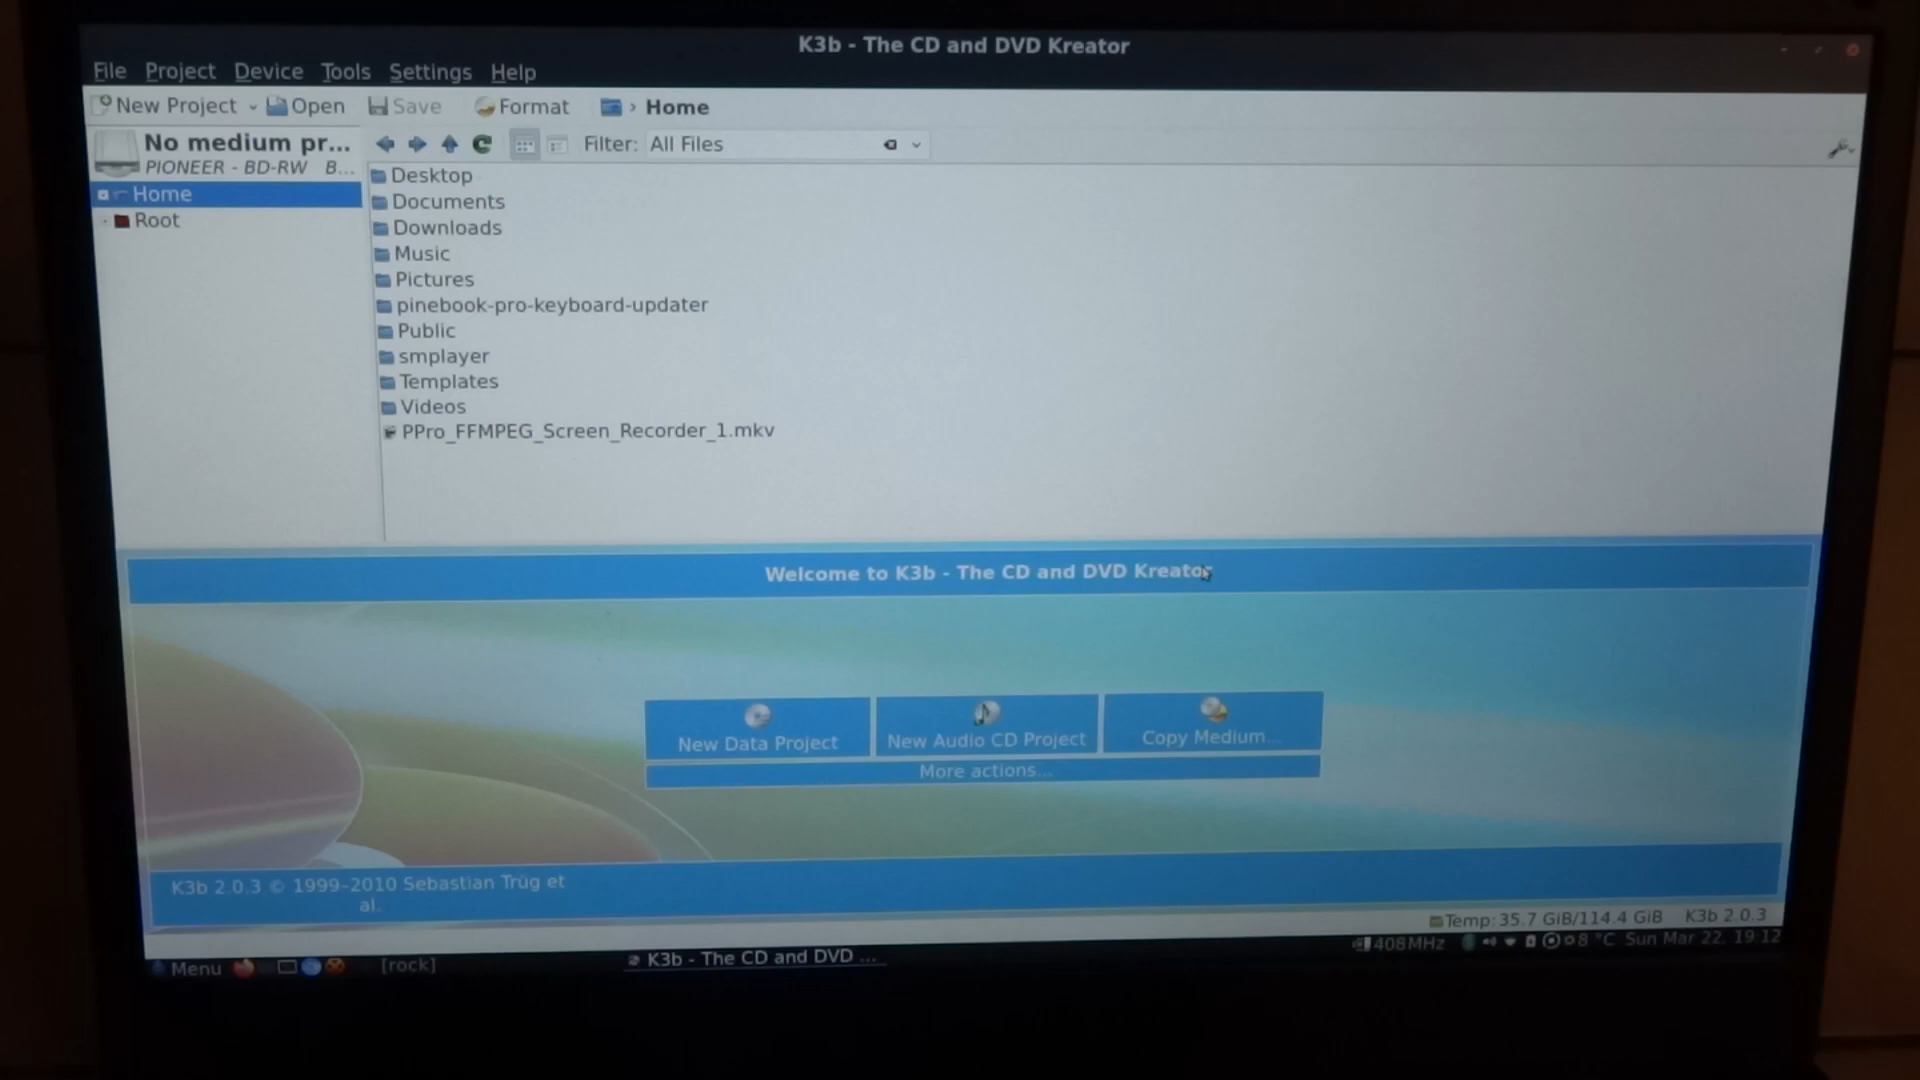 K3b - The CD and DVD Kreator
File Project Device Tools Settings Help
New Project Open Save Format Home
No medium pr...
PIONEER - BD-RW B...
Filter: All Files
Home
Root
Desktop
Documents
Downloads
Music
Pictures
pinebook-pro-keyboard-updater
Public
smplayer
Templates
Videos
PPro_FFMPEG_Screen_Recorder_1.mkv
Welcome to K3b - The CD and DVD Kreator
New Data Project
New Audio CD Project
Copy Medium...
More actions...
K3b 2.0.3 © 1999-2010 Sebastian Trüg et
al.
Temp: 35.7 GiB/114.4 GiB K3b 2.0.3
Menu [rock] K3b - The CD and DVD ... 408MHz 8 °C Sun Mar 22, 19:12